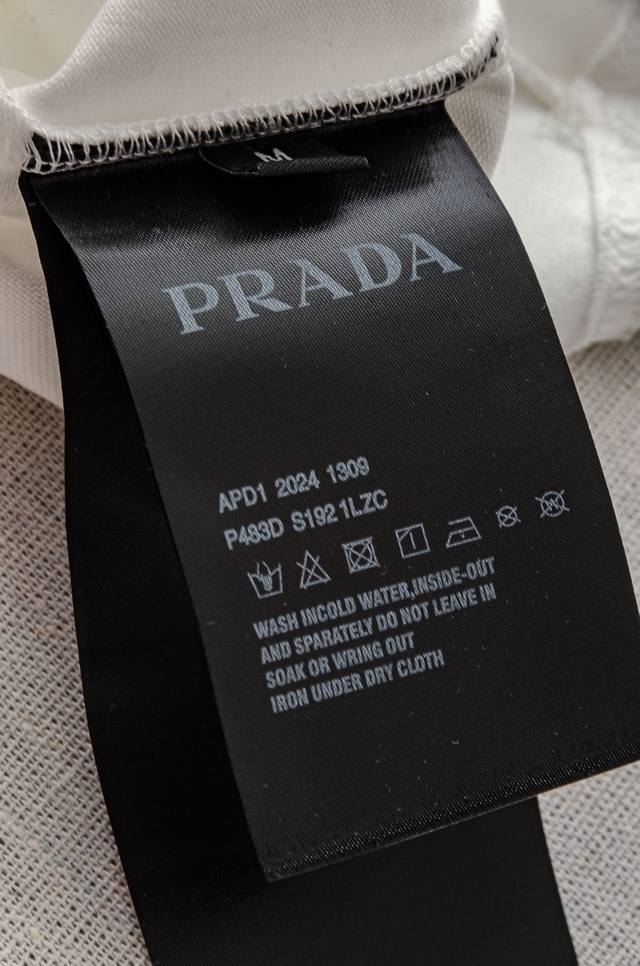 M
PRADA
APD1 2024 1309
P483D S192 1LZC
WASH INCOLD WATER,INSIDE-OUT
AND SPARATELY DO NOT LEAVE IN
SOAK OR WRING OUT
IRON UNDER DRY CLOTH